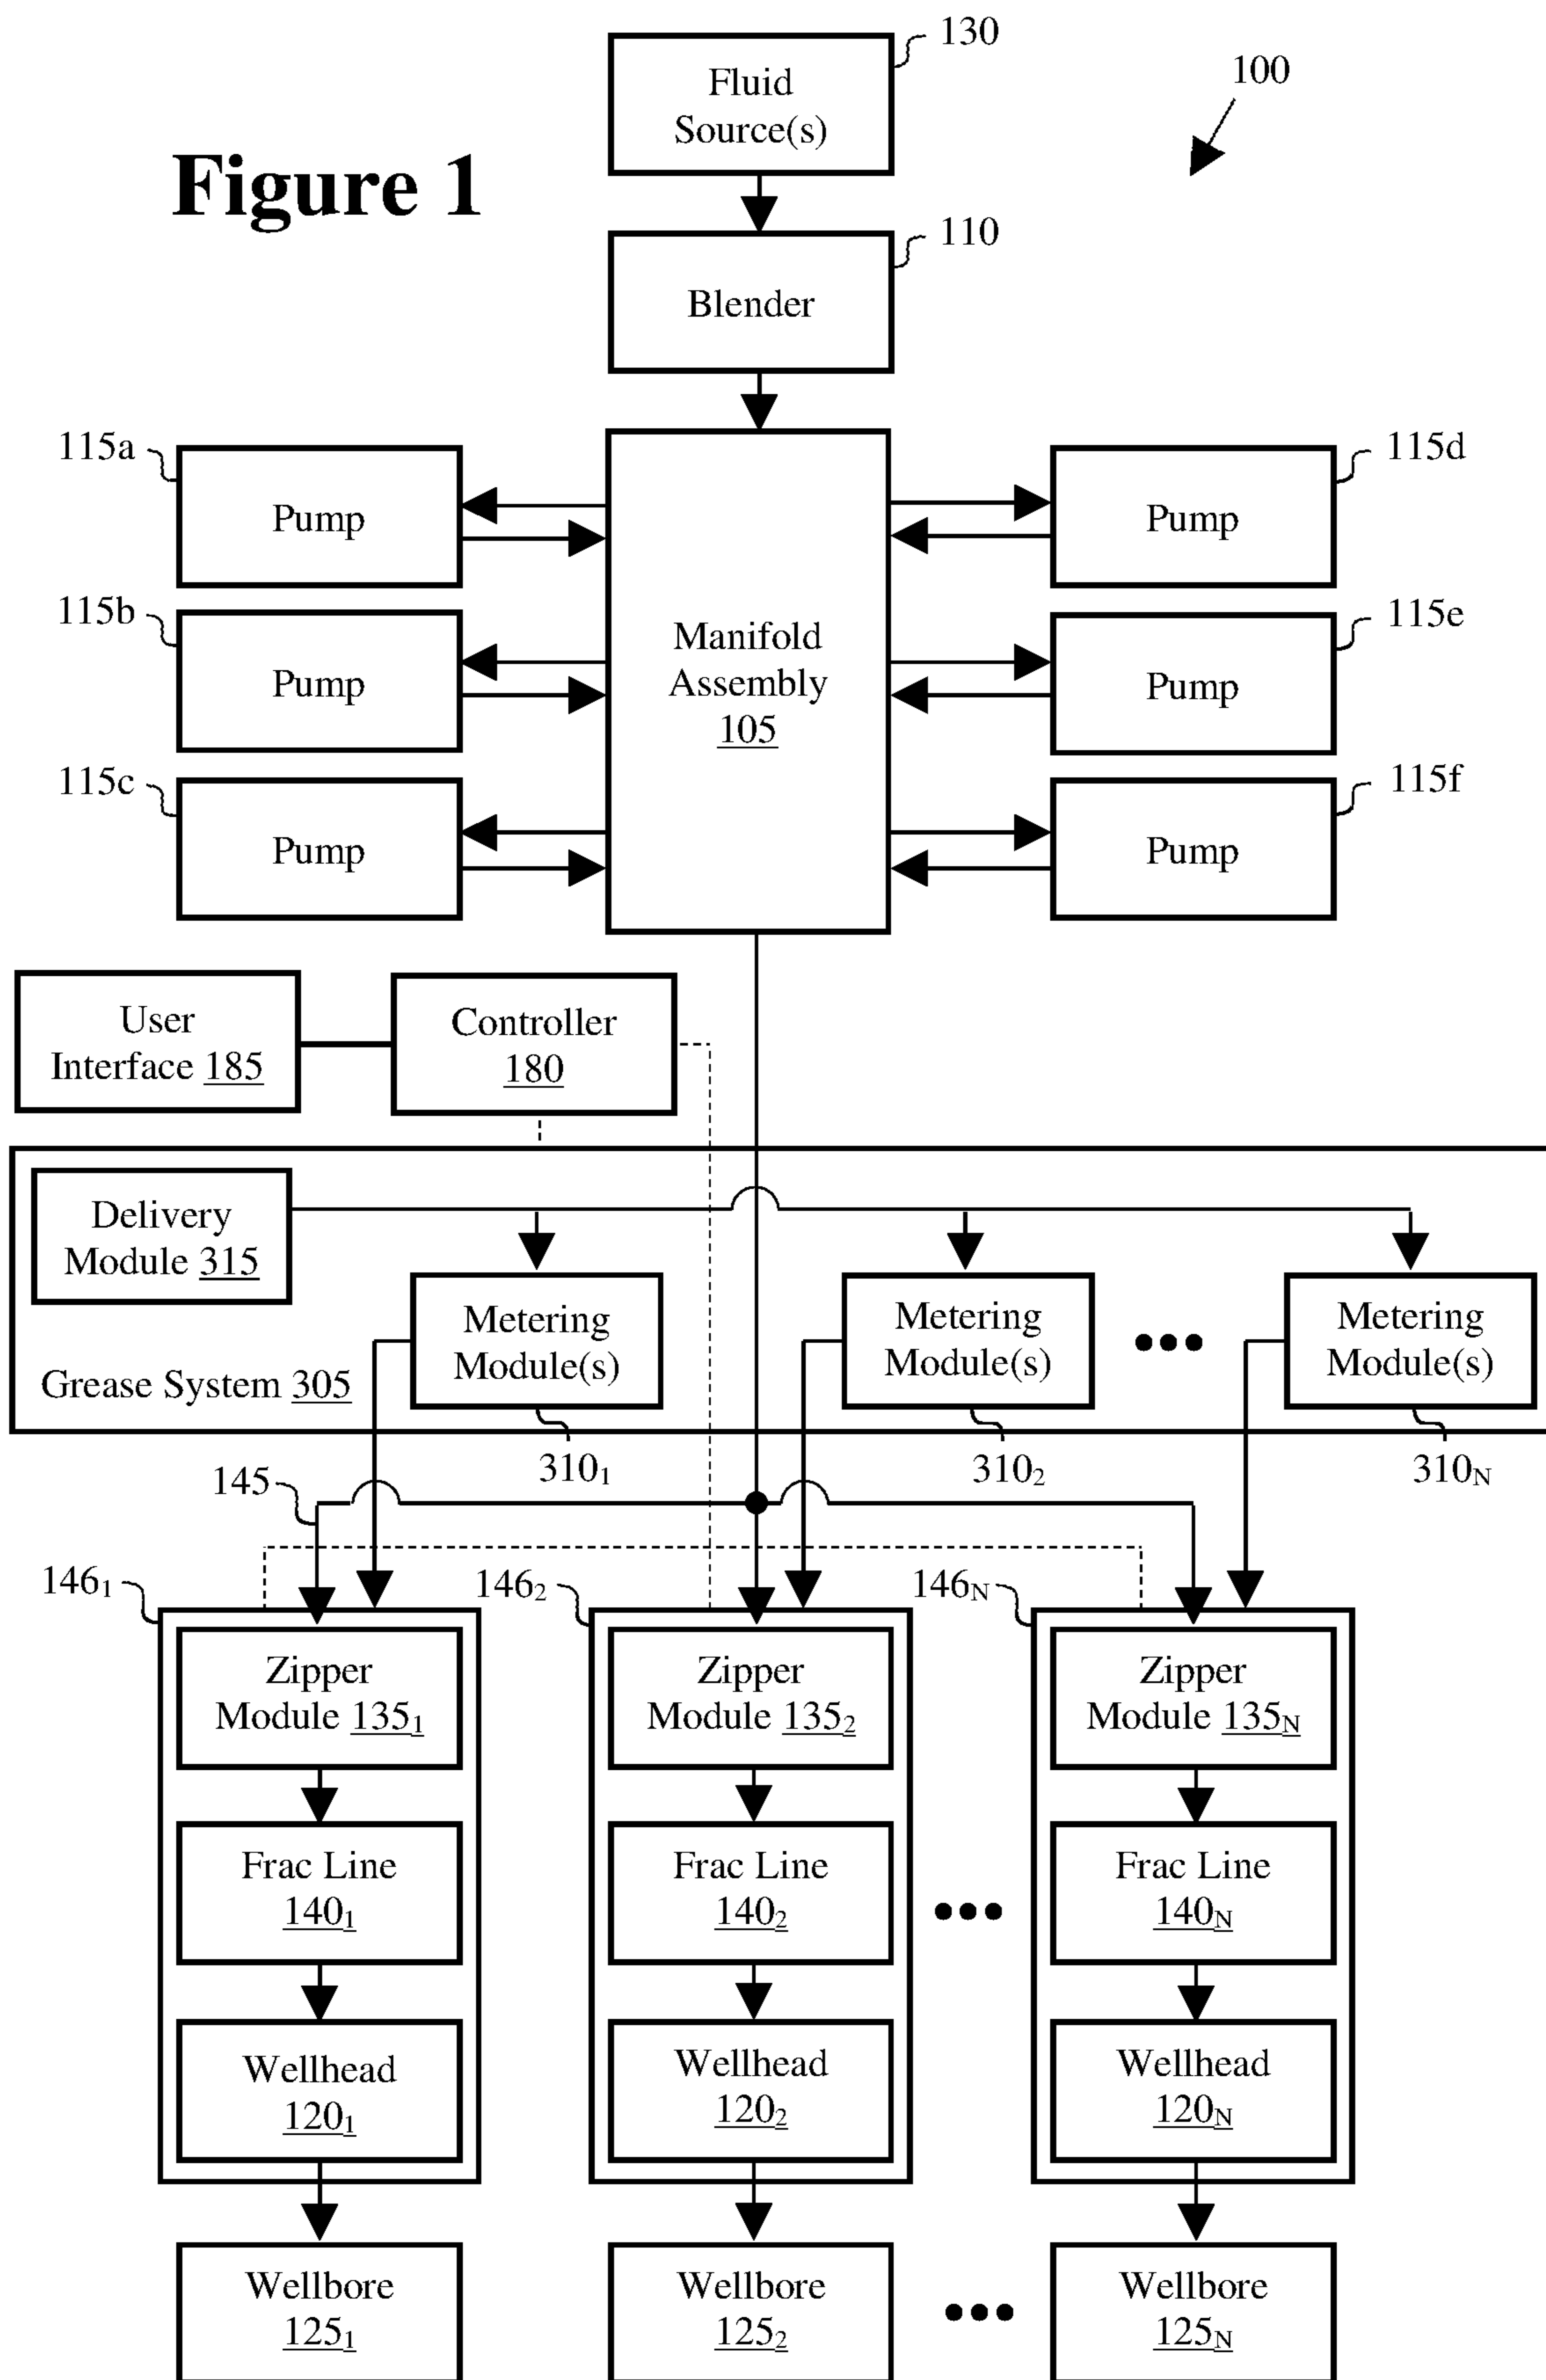 130
Fluid
Source(s)
100
Figure 1
110
Blender
115a
Pump
115d
Pump
115b
Pump
Manifold
Assembly
105
115e
Pump
115c
Pump
115f
Pump
User
Interface 185
Controller
180
Delivery
Module 315
Metering
Module(s)
Metering
Module(s)
Metering
Module(s)
Grease System 305
310₁
310₂
310N
145
146₁
146₂
146N
Zipper
Module 135₁
Zipper
Module 135₂
Zipper
Module 135N
Frac Line
140₁
Frac Line
140₂
Frac Line
140N
Wellhead
120₁
Wellhead
120₂
Wellhead
120N
Wellbore
125₁
Wellbore
125₂
Wellbore
125N